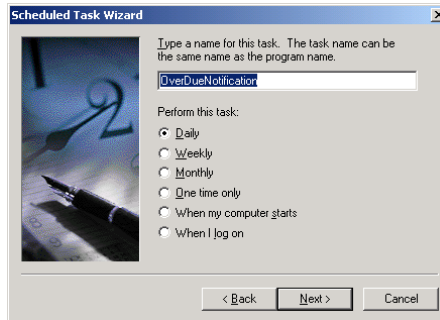 Scheduled Task Wizard
Type a name for this task. The task name can be
the same name as the program name.
OverDueNotification
Perform this task:
Daily
Weekly
Monthly
One time only
When my computer starts
When I log on
< Back
Next >
Cancel